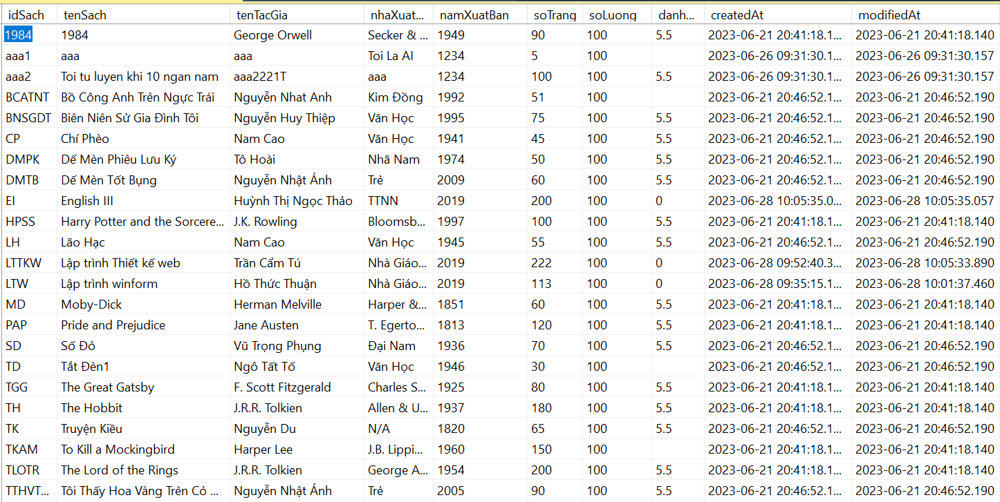 idSach tenSach tenTacGia nhaXuat... namXuatBan soTrang soLuong danh... createdAt modifiedAt
1984 1984 George Orwell Secker & ... 1949 90 100 5.5 2023-06-21 20:41:18.1... 2023-06-21 20:41:18.140
aaa1 aaa aaa Toi La AI 1234 5 100 2023-06-26 09:31:30.1... 2023-06-26 09:31:30.157
aaa2 Toi tu luyen khi 10 ngan nam aaa2221T aaa 1234 100 100 5.5 2023-06-26 09:31:30.1... 2023-06-26 09:31:30.157
BCATNT Bồ Công Anh Trên Ngực Trái Nguyễn Nhat Anh Kim Đồng 1992 51 100 2023-06-21 20:46:52.1... 2023-06-21 20:46:52.190
BNSGDT Biên Niên Sử Gia Đình Tôi Nguyễn Huy Thiệp Văn Học 1995 75 100 5.5 2023-06-21 20:46:52.1... 2023-06-21 20:46:52.190
CP Chí Phèo Nam Cao Văn Học 1941 45 100 5.5 2023-06-21 20:46:52.1... 2023-06-21 20:46:52.190
DMPK Dế Mèn Phiêu Lưu Ký Tô Hoài Nhã Nam 1974 50 100 5.5 2023-06-21 20:46:52.1... 2023-06-21 20:46:52.190
DMTB Dế Mèn Tốt Bụng Nguyễn Nhật Ánh Trẻ 2009 60 100 5.5 2023-06-21 20:46:52.1... 2023-06-21 20:46:52.190
EI English III Huỳnh Thị Ngọc Thảo TTNN 2019 200 100 0 2023-06-28 10:05:35.0... 2023-06-28 10:05:35.057
HPSS Harry Potter and the Sorcere... J.K. Rowling Bloomsb... 1997 100 100 5.5 2023-06-21 20:41:18.1... 2023-06-21 20:41:18.140
LH Lão Hạc Nam Cao Văn Học 1945 55 100 5.5 2023-06-21 20:46:52.1... 2023-06-21 20:46:52.190
LTTKW Lập trình Thiết kế web Trần Cẩm Tú Nhà Giáo... 2019 222 100 0 2023-06-28 09:52:40.3... 2023-06-28 10:05:33.890
LTW Lập trình winform Hồ Thức Thuận Nhà Giáo... 2019 113 100 0 2023-06-28 09:35:15.1... 2023-06-28 10:01:37.460
MD Moby-Dick Herman Melville Harper &... 1851 60 100 5.5 2023-06-21 20:41:18.1... 2023-06-21 20:41:18.140
PAP Pride and Prejudice Jane Austen T. Egerto... 1813 120 100 5.5 2023-06-21 20:41:18.1... 2023-06-21 20:41:18.140
SD Số Đỏ Vũ Trọng Phụng Đại Nam 1936 70 100 5.5 2023-06-21 20:46:52.1... 2023-06-21 20:46:52.190
TD Tắt Đèn1 Ngô Tất Tố Văn Học 1946 30 100 2023-06-21 20:46:52.1... 2023-06-21 20:46:52.190
TGG The Great Gatsby F. Scott Fitzgerald Charles S... 1925 80 100 5.5 2023-06-21 20:41:18.1... 2023-06-21 20:41:18.140
TH The Hobbit J.R.R. Tolkien Allen & U... 1937 180 100 5.5 2023-06-21 20:41:18.1... 2023-06-21 20:41:18.140
TK Truyện Kiều Nguyễn Du N/A 1820 65 100 5.5 2023-06-21 20:46:52.1... 2023-06-21 20:46:52.190
TKAM To Kill a Mockingbird Harper Lee J.B. Lippi... 1960 150 100 2023-06-21 20:41:18.1... 2023-06-21 20:41:18.140
TLOTR The Lord of the Rings J.R.R. Tolkien George A... 1954 200 100 5.5 2023-06-21 20:41:18.1... 2023-06-21 20:41:18.140
TTHVT... Tôi Thấy Hoa Vàng Trên Cỏ ... Nguyễn Nhật Ánh Trẻ 2005 90 100 5.5 2023-06-21 20:46:52.1... 2023-06-21 20:46:52.190